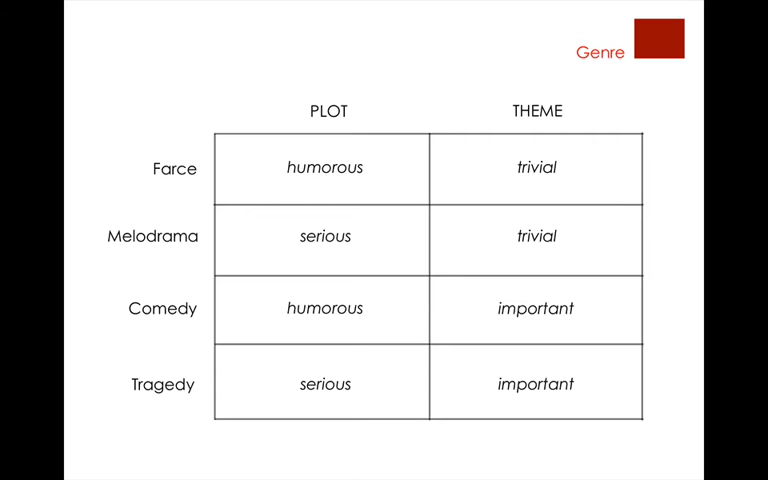 Genre
PLOT THEME
Farce humorous trivial
Melodrama serious trivial
Comedy humorous important
Tragedy serious important